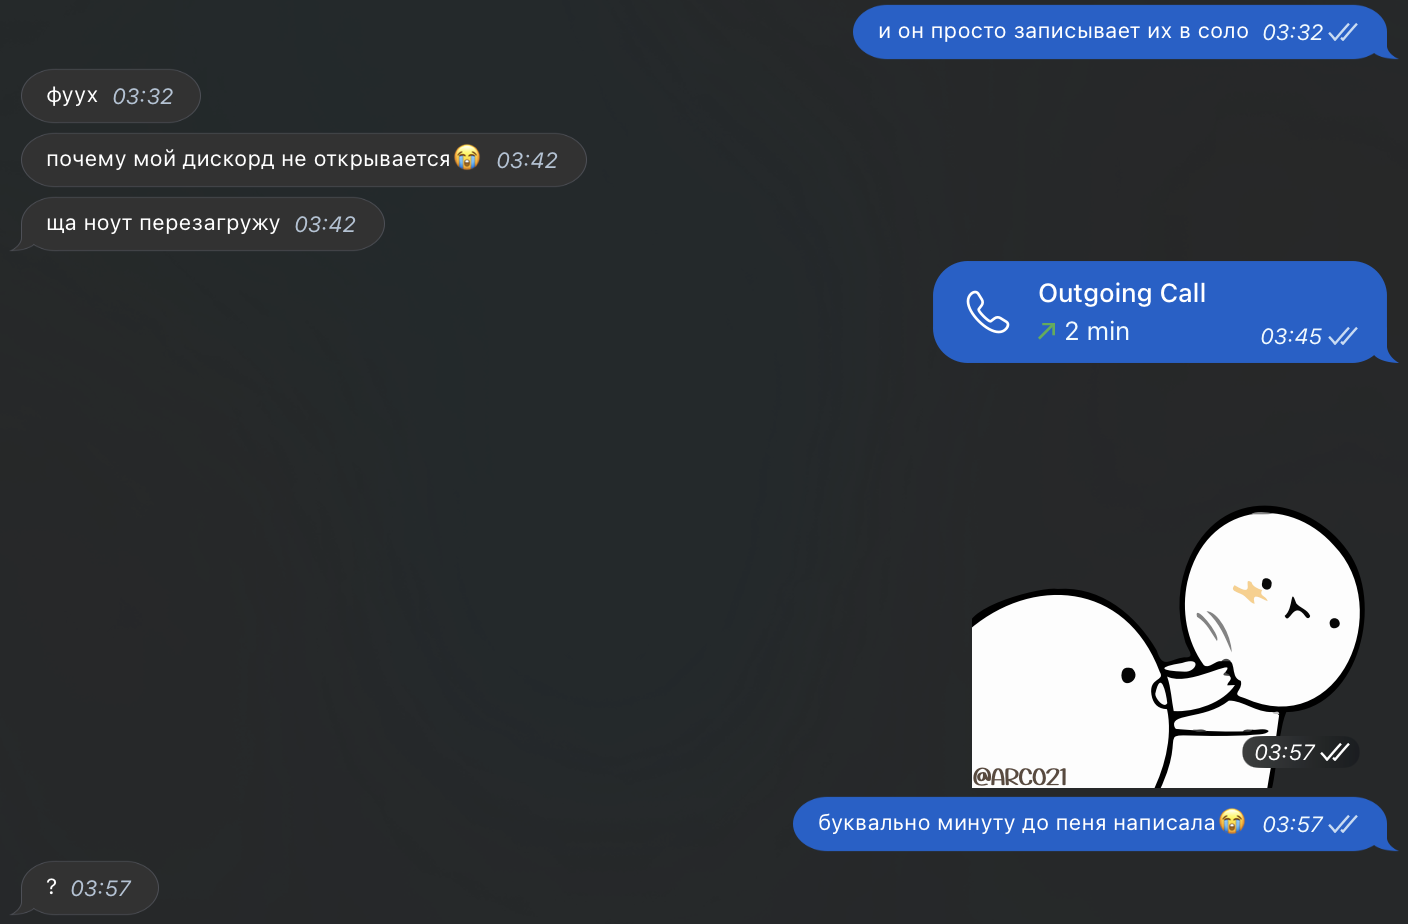 и он просто записывает их в соло 03:32
фуух 03:32
почему мой дискорд не открывается😭 03:42
ща ноут перезагружу 03:42
Outgoing Call
2 min 03:45
@ARCO21
03:57
буквально минуту до пеня написала😭 03:57
? 03:57